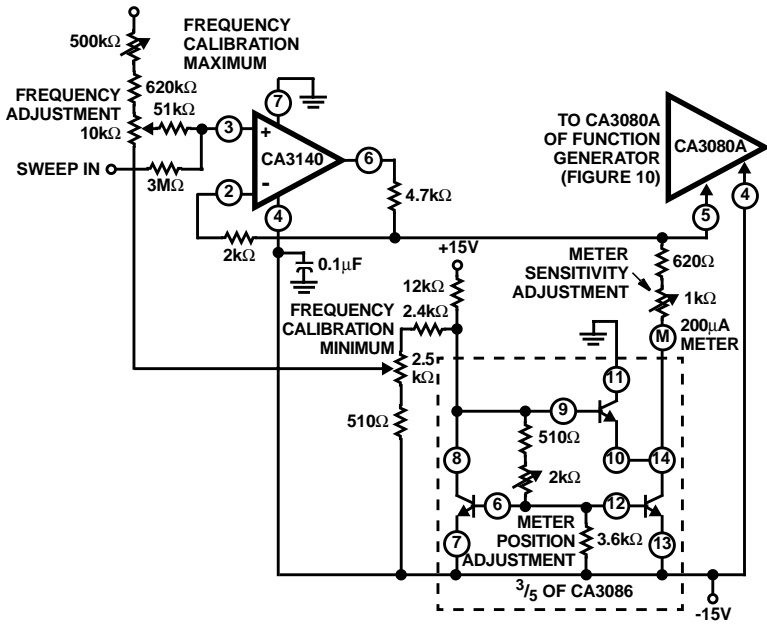 500kΩ
FREQUENCY
CALIBRATION
MAXIMUM
620kΩ
FREQUENCY
ADJUSTMENT
51kΩ
10kΩ
SWEEP IN
3MΩ
7
3
+
CA3140
6
2
-
4
4.7kΩ
2kΩ
0.1µF
TO CA3080A
OF FUNCTION
GENERATOR
(FIGURE 10)
CA3080A
4
5
+15V
12kΩ
2.4kΩ
FREQUENCY
CALIBRATION
MINIMUM
2.5
kΩ
510Ω
METER
SENSITIVITY
ADJUSTMENT
620Ω
1kΩ
M
200µA
METER
11
9
510Ω
8
10
14
2kΩ
6
12
METER
POSITION
ADJUSTMENT
3.6kΩ
7
13
3/5 OF CA3086
-15V